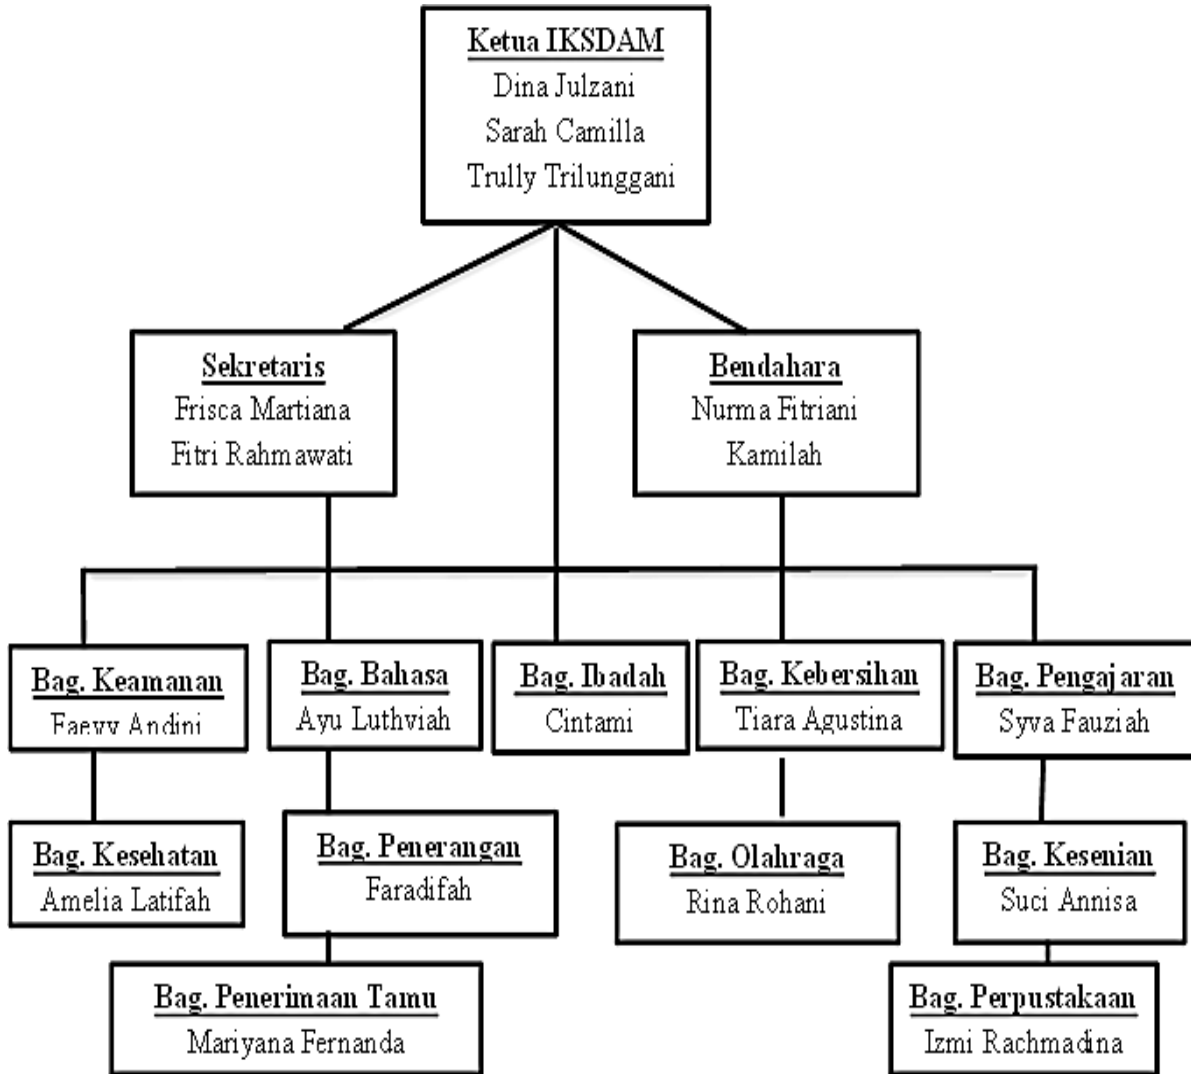 Ketua IKSDAM
Dina Julzani
Sarah Camilla
Trully Trilunggani
Sekretaris
Frisca Martiana
Fitri Rahmawati
Bendahara
Nurma Fitriani
Kamilah
Bag. Keamanan
Andini
Bag. Bahasa
Ayu Luthviah
Bag. Ibadah
Cintami
Bag. Kebersihan
Tiara Agustina
Bag. Pengajaran
Syva Fauziah
Bag. Kesehatan
Amelia Latifah
Bag. Penerangan
Faradifah
Bag. Olahraga
Rina Rohani
Bag. Kesenian
Suci Annisa
Bag. Penerimaan Tamu
Mariyana Fernanda
Bag. Perpustakaan
Izmi Rachmadina